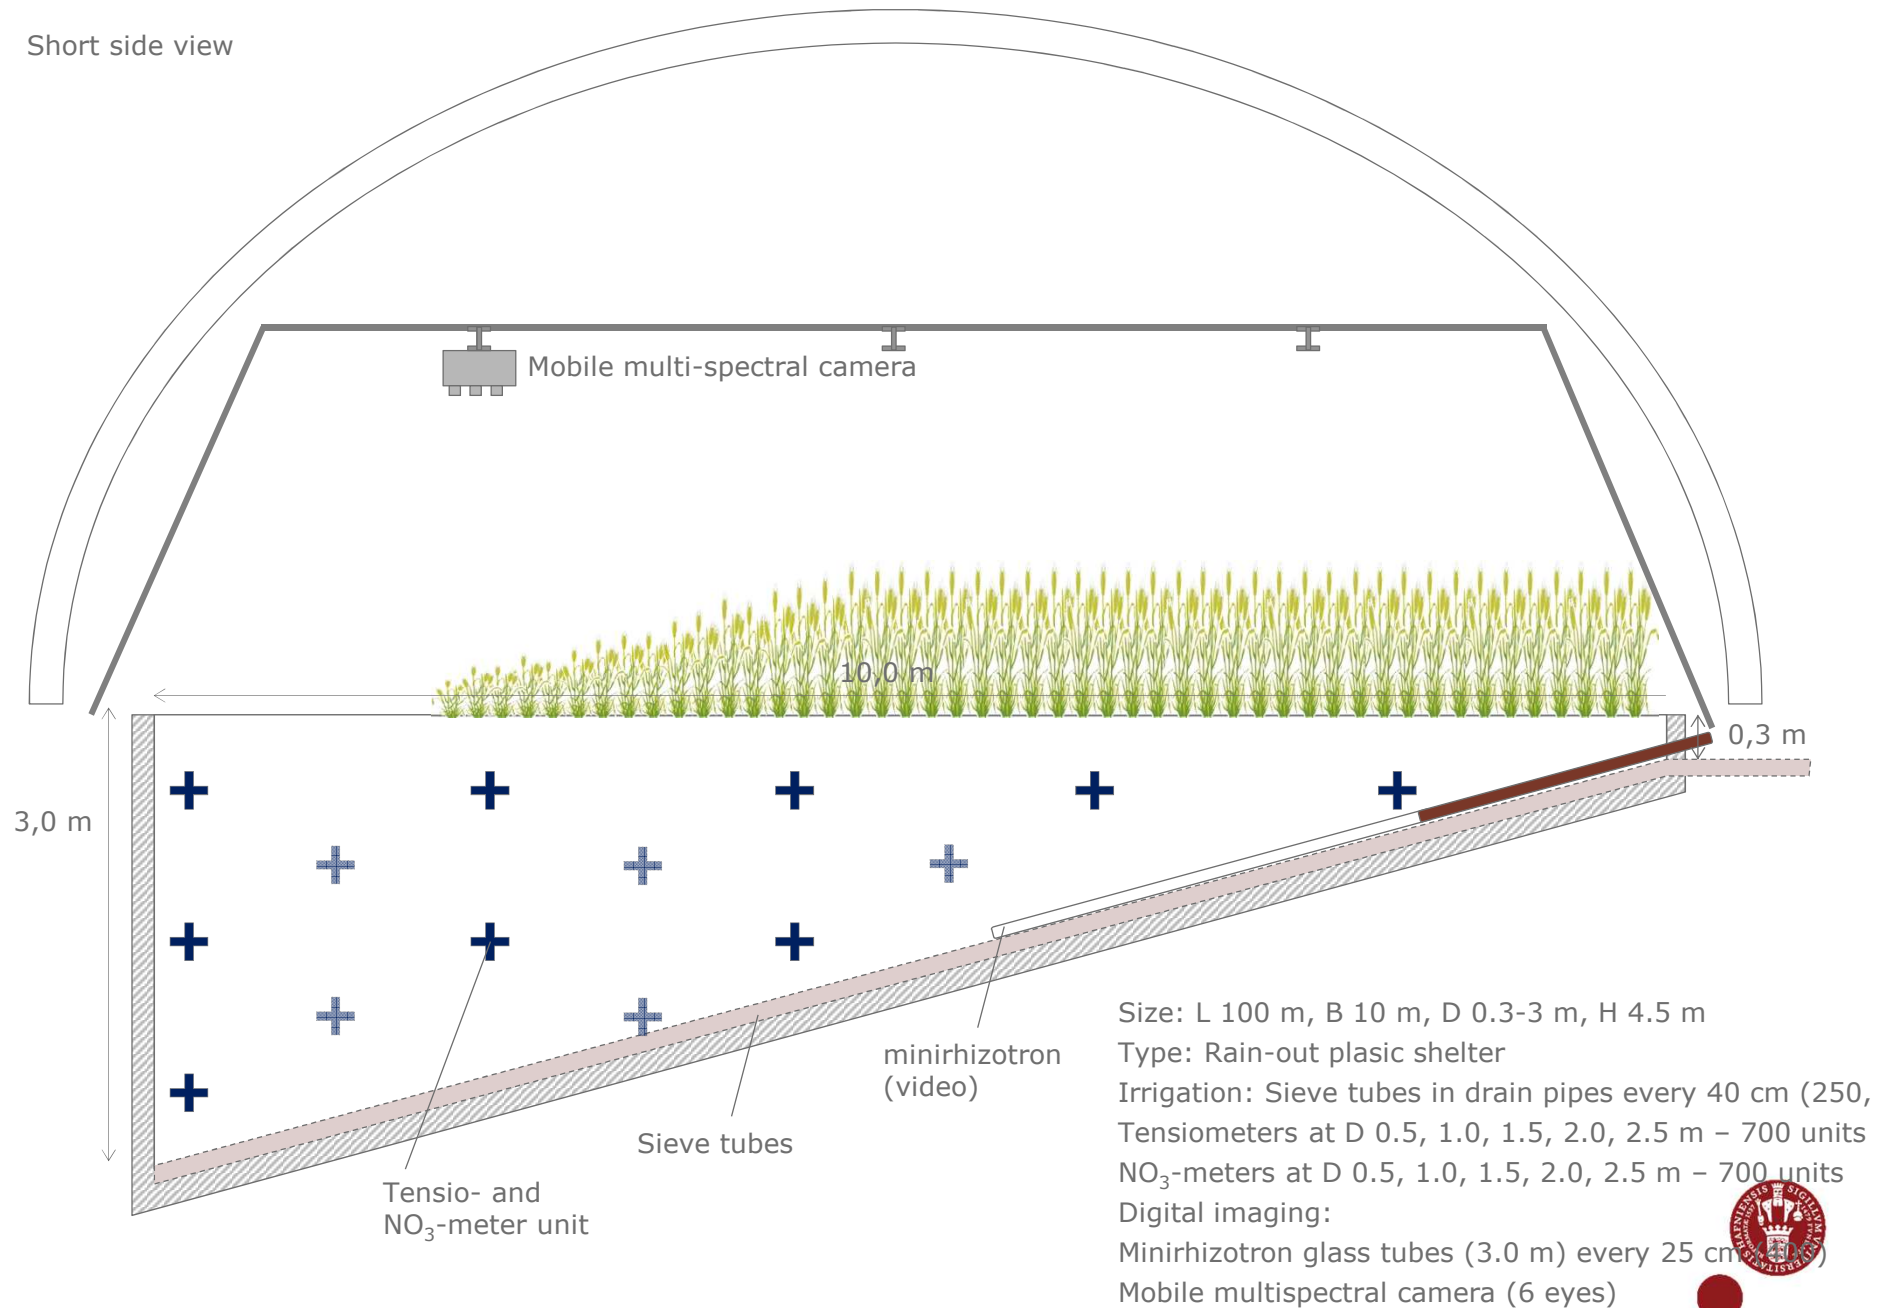 Short side view
Mobile multi-spectral camera
10,0 m
0,3 m
3,0 m
minirhizotron
(video)
Sieve tubes
Tensio- and
NO₃-meter unit
Size: L 100 m, B 10 m, D 0.3-3 m, H 4.5 m
Type: Rain-out plasic shelter
Irrigation: Sieve tubes in drain pipes every 40 cm (250,
Tensiometers at D 0.5, 1.0, 1.5, 2.0, 2.5 m – 700 units
NO₃-meters at D 0.5, 1.0, 1.5, 2.0, 2.5 m – 700 units
Digital imaging:
Minirhizotron glass tubes (3.0 m) every 25 cm (400)
Mobile multispectral camera (6 eyes)